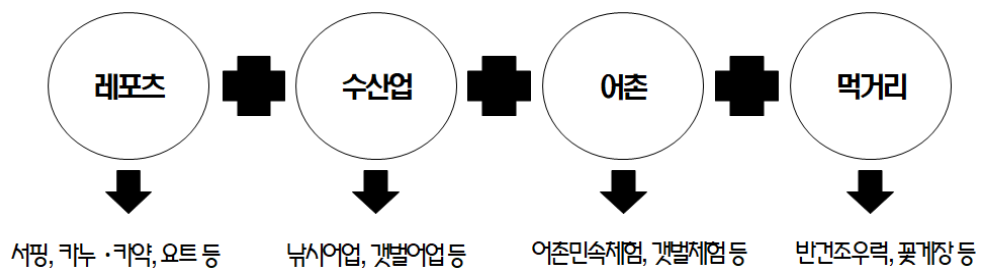 레포츠
수산업
어촌
먹거리
서핑, 카누 · 카약, 요트 등
낚시어업, 갯벌어업 등
어촌민속체험, 갯벌체험 등
반건조우럭, 꽃게장 등